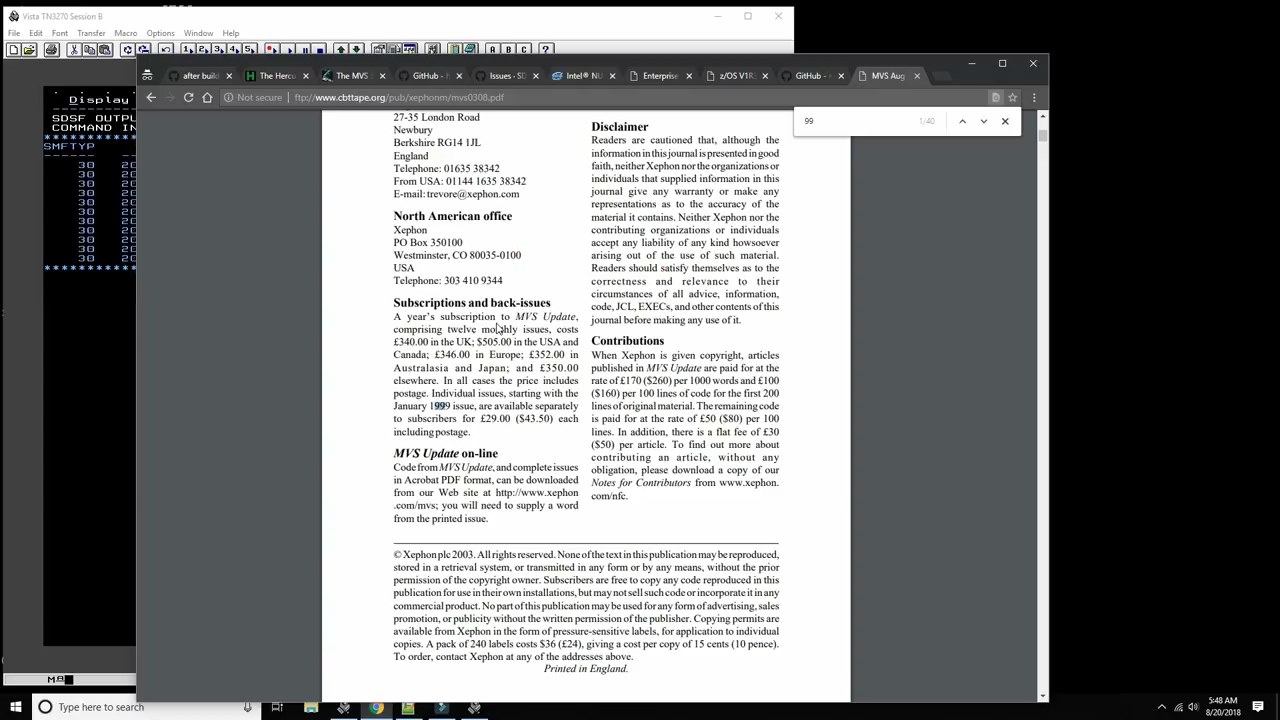 Vista TN3270 Session B
File Edit Font Transfer Macro Options Window Help
after build
The Hercu
The MVS
GitHub -
Issues - SD
Intel® NU
Enterprise
z/OS V1R
GitHub -
MVS Aug
Not secure
ftp://www.cbttape.org/pub/xephonm/mvs0308.pdf
99
1/40
Display
SDSF OUTPU
COMMAND IN
SMFTYP
30 20
30 20
30 20
30 20
30 20
30 20
30 20
30 20
30 20
30 20
30 20
**********
27-35 London Road
Newbury
Berkshire RG14 1JL
England
Telephone: 01635 38342
From USA: 01144 1635 38342
E-mail: trevore@xephon.com
North American office
Xephon
PO Box 350100
Westminster, CO 80035-0100
USA
Telephone: 303 410 9344
Subscriptions and back-issues
A year's subscription to MVS Update,
comprising twelve monthly issues, costs
£340.00 in the UK; $505.00 in the USA and
Canada; £346.00 in Europe; £352.00 in
Australasia and Japan; and £350.00
elsewhere. In all cases the price includes
postage. Individual issues, starting with the
January 1999 issue, are available separately
to subscribers for £29.00 ($43.50) each
including postage.
MVS Update on-line
Code from MVS Update, and complete issues
in Acrobat PDF format, can be downloaded
from our Web site at http://www.xephon
.com/mvs; you will need to supply a word
from the printed issue.
Disclaimer
Readers are cautioned that, although the
information in this journal is presented in good
faith, neither Xephon nor the organizations or
individuals that supplied information in this
journal give any warranty or make any
representations as to the accuracy of the
material it contains. Neither Xephon nor the
contributing organizations or individuals
accept any liability of any kind howsoever
arising out of the use of such material.
Readers should satisfy themselves as to the
correctness and relevance to their
circumstances of all advice, information,
code, JCL, EXECs, and other contents of this
journal before making any use of it.
Contributions
When Xephon is given copyright, articles
published in MVS Update are paid for at the
rate of £170 ($260) per 1000 words and £100
($160) per 100 lines of code for the first 200
lines of original material. The remaining code
is paid for at the rate of £50 ($80) per 100
lines. In addition, there is a flat fee of £30
($50) per article. To find out more about
contributing an article, without any
obligation, please download a copy of our
Notes for Contributors from www.xephon.
com/nfc.
© Xephon plc 2003. All rights reserved. None of the text in this publication may be reproduced,
stored in a retrieval system, or transmitted in any form or by any means, without the prior
permission of the copyright owner. Subscribers are free to copy any code reproduced in this
publication for use in their own installations, but may not sell such code or incorporate it in any
commercial product. No part of this publication may be used for any form of advertising, sales
promotion, or publicity without the written permission of the publisher. Copying permits are
available from Xephon in the form of pressure-sensitive labels, for application to individual
copies. A pack of 240 labels costs $36 (£24), giving a cost per copy of 15 cents (10 pence).
To order, contact Xephon at any of the addresses above.
Printed in England.
Type here to search
5:48 AM
8/20/2018